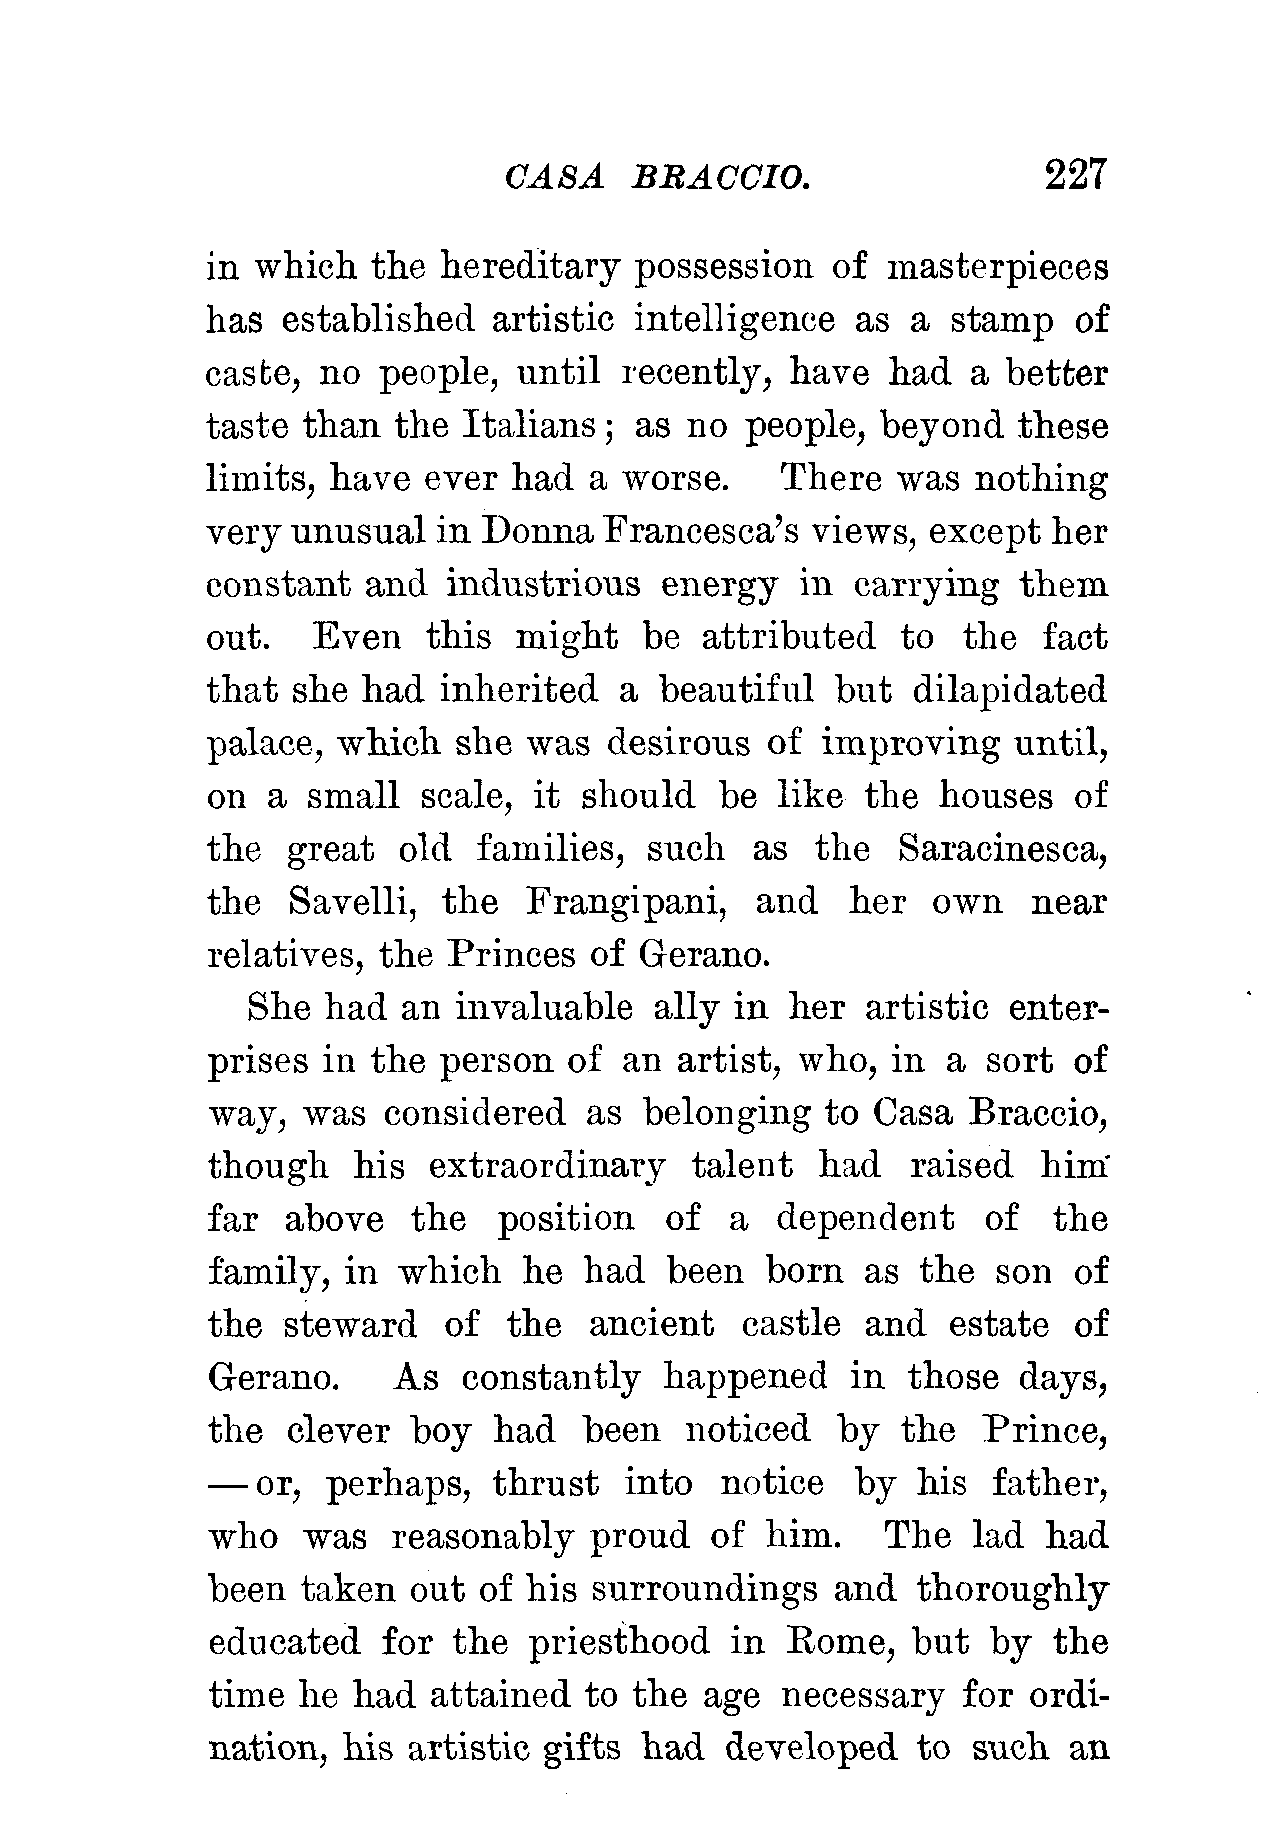 CASA BRACCIO. 227
in which the hereditary possession of masterpieces
has established artistic intelligence as a stamp of
caste, no people, until recently, have had a better
taste than the Italians; as no people, beyond these
limits, have ever had a worse. There was nothing
very unusual in Donna Francesca's views, except her
constant and industrious energy in carrying them
out. Even this might be attributed to the fact
that she had inherited a beautiful but dilapidated
palace, which she was desirous of improving until,
on a small scale, it should be like the houses of
the great old families, such as the Saracinesca,
the Savelli, the Frangipani, and her own near
relatives, the Princes of Gerano.
She had an invaluable ally in her artistic enter-
prises in the person of an artist, who, in a sort of
way, was considered as belonging to Casa Braccio,
though his extraordinary talent had raised him
far above the position of a dependent of the
family, in which he had been born as the son of
the steward of the ancient castle and estate of
Gerano. As constantly happened in those days,
the clever boy had been noticed by the Prince,
— or, perhaps, thrust into notice by his father,
who was reasonably proud of him. The lad had
been taken out of his surroundings and thoroughly
educated for the priesthood in Rome, but by the
time he had attained to the age necessary for ordi-
nation, his artistic gifts had developed to such an